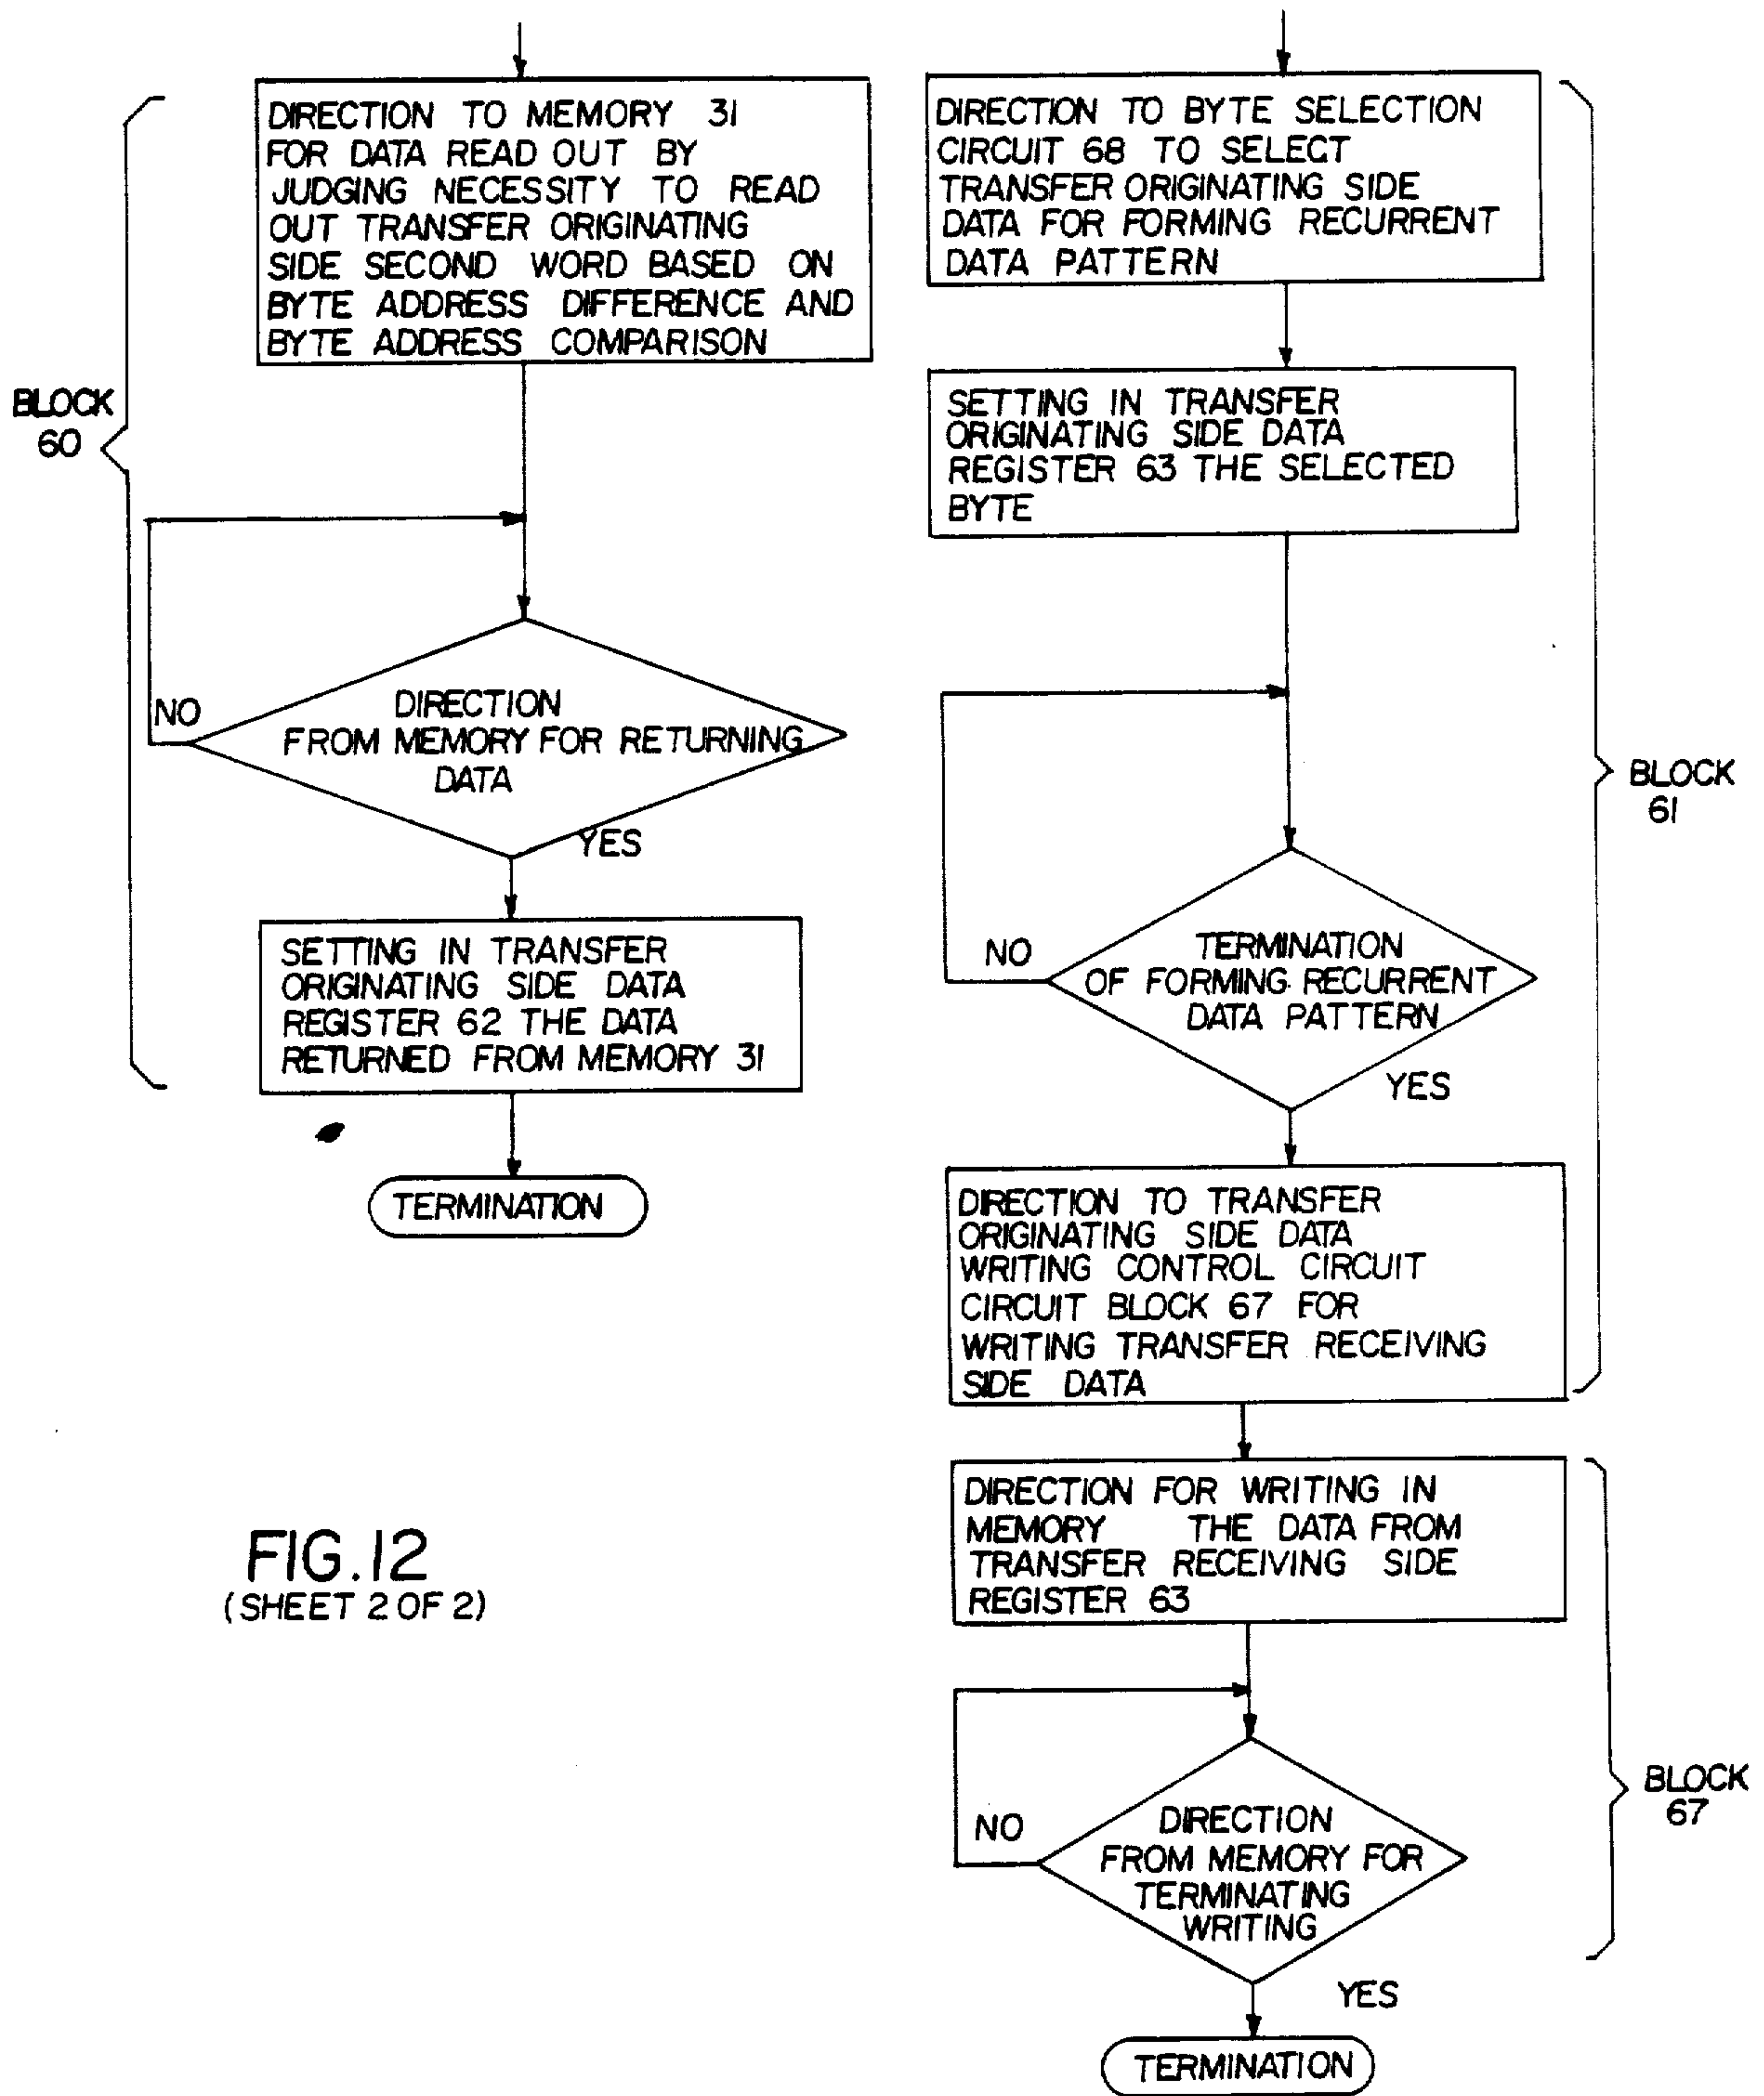 DIRECTION TO MEMORY 31
FOR DATA READ OUT BY
JUDGING NECESSITY TO READ
OUT TRANSFER ORIGINATING
SIDE SECOND WORD BASED ON
BYTE ADDRESS DIFFERENCE AND
BYTE ADDRESS COMPARISON
BLOCK
60
NO
DIRECTION
FROM MEMORY FOR RETURNING
DATA
YES
SETTING IN TRANSFER
ORIGINATING SIDE DATA
REGISTER 62 THE DATA
RETURNED FROM MEMORY 31
TERMINATION
DIRECTION TO BYTE SELECTION
CIRCUIT 68 TO SELECT
TRANSFER ORIGINATING SIDE
DATA FOR FORMING RECURRENT
DATA PATTERN
SETTING IN TRANSFER
ORIGINATING SIDE DATA
REGISTER 63 THE SELECTED
BYTE
BLOCK
61
NO
TERMINATION
OF FORMING RECURRENT
DATA PATTERN
YES
DIRECTION TO TRANSFER
ORIGINATING SIDE DATA
WRITING CONTROL CIRCUIT
CIRCUIT BLOCK 67 FOR
WRITING TRANSFER RECEIVING
SIDE DATA
DIRECTION FOR WRITING IN
MEMORY THE DATA FROM
TRANSFER RECEIVING SIDE
REGISTER 63
BLOCK
67
NO
DIRECTION
FROM MEMORY FOR
TERMINATING
WRITING
YES
TERMINATION
FIG.12
(SHEET 2 OF 2)